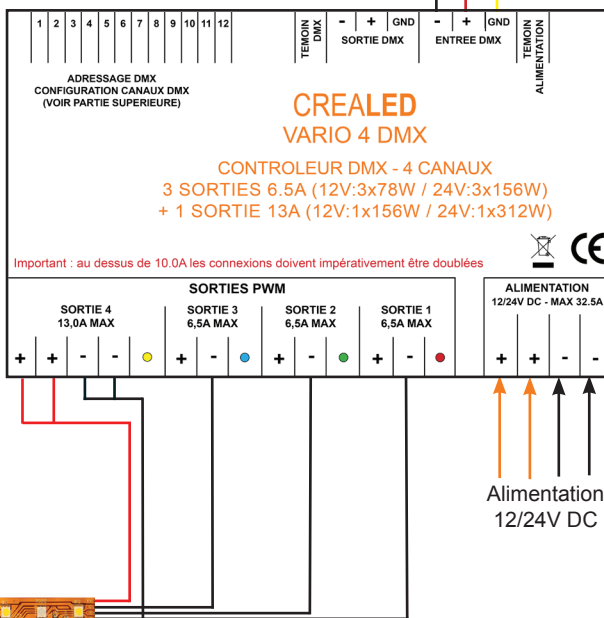 1 2 3 4 5 6 7 8 9 10 11 12
TEMOIN DMX
- + GND
SORTIE DMX
- + GND
ENTREE DMX
TEMOIN ALIMENTATION
ADRESSAGE DMX
CONFIGURATION CANAUX DMX
(VOIR PARTIE SUPERIEURE)
CREALED
VARIO 4 DMX
CONTROLEUR DMX - 4 CANAUX
3 SORTIES 6.5A (12V:3x78W / 24V:3x156W)
+ 1 SORTIE 13A (12V:1x156W / 24V:1x312W)
CE
Important : au dessus de 10.0A les connexions doivent impérativement être doublées
SORTIES PWM
SORTIE 4
13,0A MAX
SORTIE 3
6,5A MAX
SORTIE 2
6,5A MAX
SORTIE 1
6,5A MAX
ALIMENTATION
12/24V DC - MAX 32.5A
+ + - - + - + - + -
+ + - -
Alimentation
12/24V DC